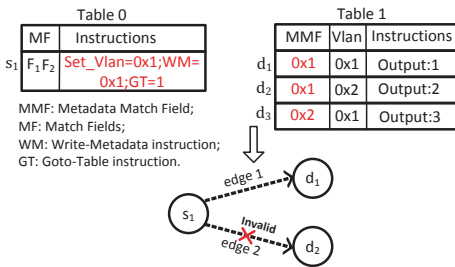 Table 0
MF Instructions
s1 F1F2 Set_Vlan=0x1;WM=
0x1;GT=1
MMF: Metadata Match Field;
MF: Match Fields;
WM: Write-Metadata instruction;
GT: Goto-Table instruction.
Table 1
MMF Vlan Instructions
d1 0x1 0x1 Output:1
d2 0x1 0x2 Output:2
d3 0x2 0x1 Output:3
edge 1
d1
s1
Invalid
edge 2
d2